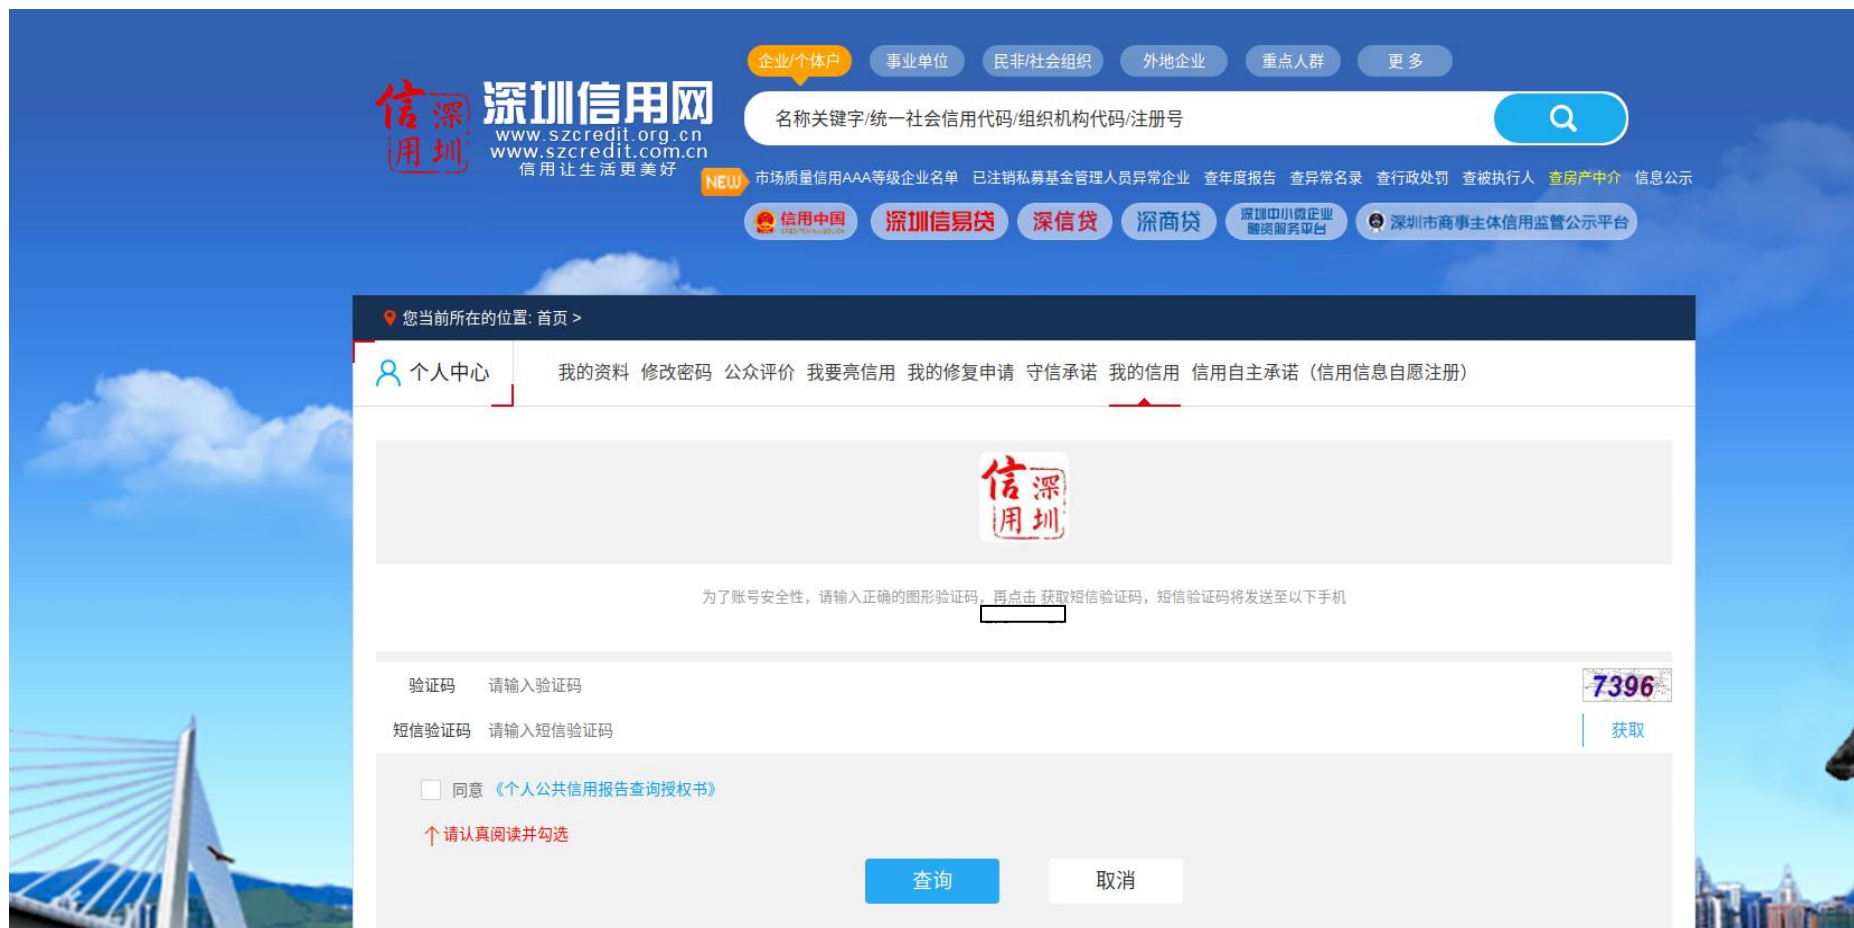 企业/个体户 事业单位 民非/社会组织 外地企业 重点人群 更 多
信用深圳
深圳信用网
www.szcredit.org.cn
www.szcredit.com.cn
信用让生活更美好
名称关键字/统一社会信用代码/组织机构代码/注册号
NEW 市场质量信用AAA等级企业名单 已注销私募基金管理人员异常企业 查年度报告 查异常名录 查行政处罚 查被执行人 查房产中介 信息公示
信用中国 深圳信易贷 深信贷 深商贷 深圳中小微企业融资服务平台 深圳市商事主体信用监管公示平台
您当前所在的位置: 首页 >
个人中心 我的资料 修改密码 公众评价 我要亮信用 我的修复申请 守信承诺 我的信用 信用自主承诺（信用信息自愿注册）
信用深圳
为了账号安全性，请输入正确的图形验证码，再点击 获取短信验证码，短信验证码将发送至以下手机
验证码 请输入验证码 7396
短信验证码 请输入短信验证码 获取
同意 《个人公共信用报告查询授权书》
个请认真阅读并勾选
查询 取消